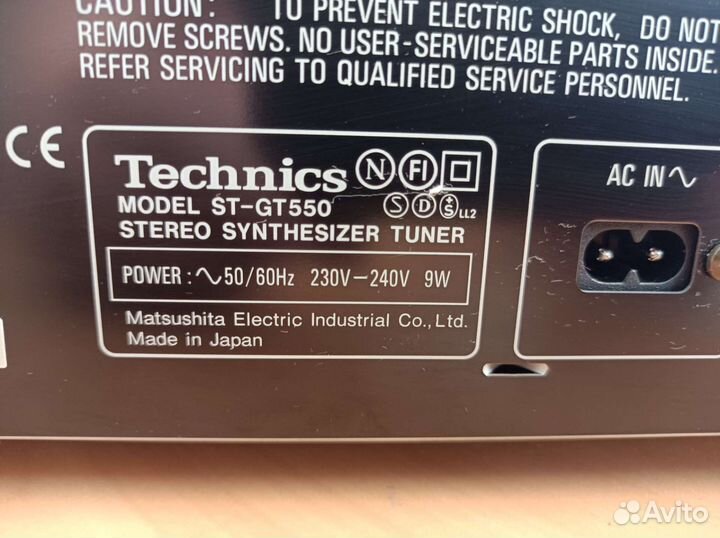 CAUTION: TO PREVENT ELECTRIC SHOCK, DO NOT
REMOVE SCREWS. NO USER-SERVICEABLE PARTS INSIDE.
REFER SERVICING TO QUALIFIED SERVICE PERSONNEL.
CE
Technics N FI
MODEL ST-GT550 S D +S LL2
STEREO SYNTHESIZER TUNER
POWER: ∿50/60Hz 230V-240V 9W
Matsushita Electric Industrial Co., Ltd.
Made in Japan
AC IN ∿
Avito